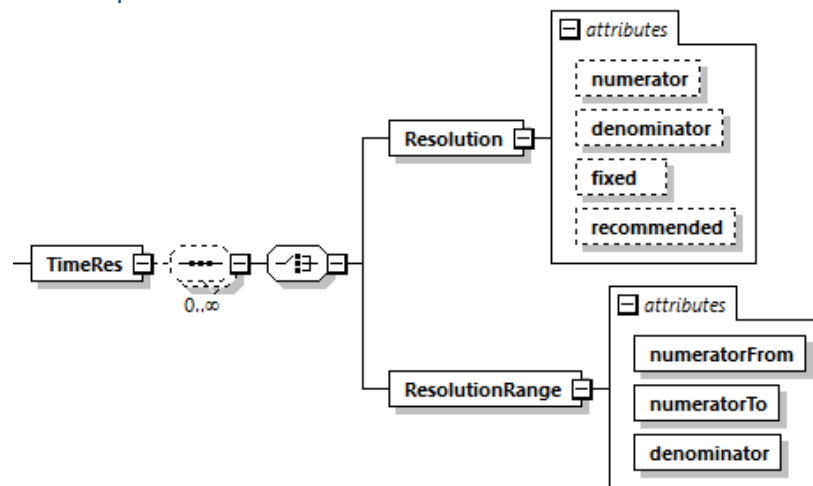 attributes
numerator
denominator
fixed
recommended
Resolution
TimeRes
0..∞
attributes
numeratorFrom
numeratorTo
denominator
ResolutionRange